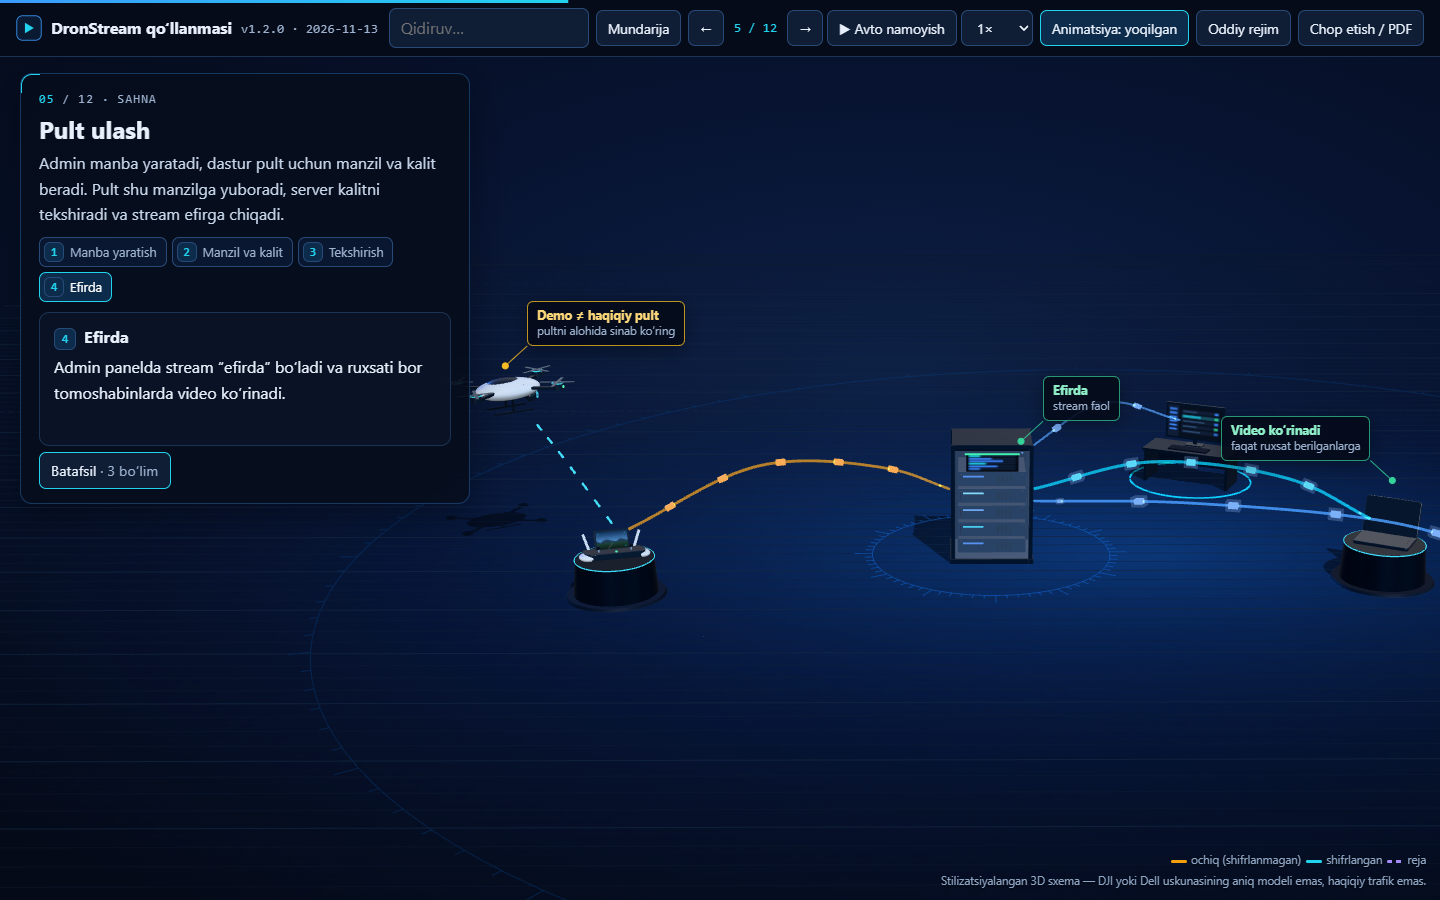 DronStream qo‘llanmasi v1.2.0 · 2026-11-13 Qidiruv... Mundarija ← 5 / 12 → ▶ Avto namoyish 1× Animatsiya: yoqilgan Oddiy rejim Chop etish / PDF
05 / 12 · SAHNA
Pult ulash
Admin manba yaratadi, dastur pult uchun manzil va kalit
beradi. Pult shu manzilga yuboradi, server kalitni
tekshiradi va stream efirga chiqadi.
1 Manba yaratish 2 Manzil va kalit 3 Tekshirish
4 Efirda
4 Efirda
Admin panelda stream “efirda” bo‘ladi va ruxsati bor
tomoshabinlarda video ko‘rinadi.
Batafsil · 3 bo‘lim
Demo ≠ haqiqiy pult
pultni alohida sinab ko‘ring
Efirda
stream faol
Video ko‘rinadi
faqat ruxsat berilganlarga
ochiq (shifrlanmagan) shifrlangan reja
Stilizatsiyalangan 3D sxema — DJI yoki Dell uskunasining aniq modeli emas, haqiqiy trafik emas.